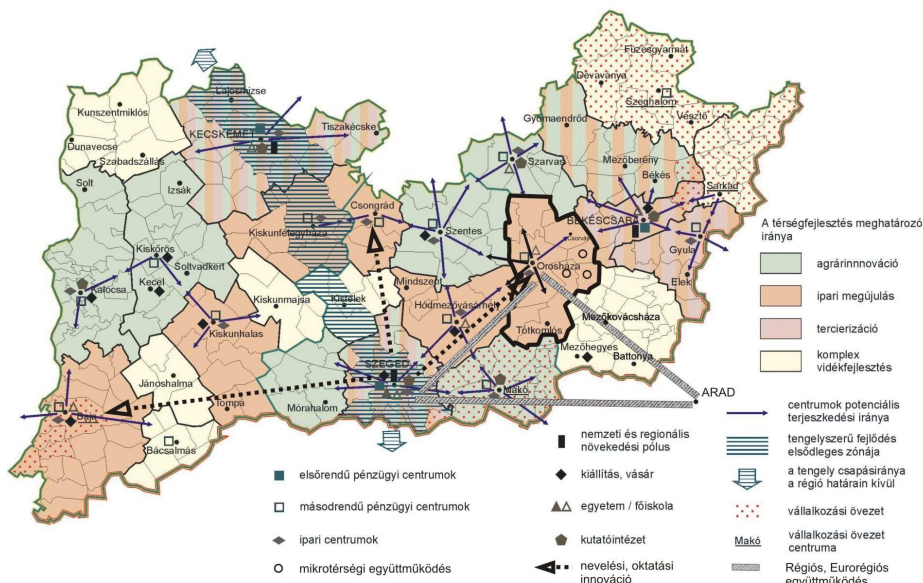 Lajosmizse
Kunszentmiklós
KECSKEMÉT
Tiszakécske
Dunavecse
Szabadszállás
Solt
Izsák
Csongrád
Kiskunfélegyháza
Kiskőrös
Soltvadkert
Kecel
Kalocsa
Kiskunmajsa
Kistelek
Mindszent
Kiskunhalas
Jánoshalma
Tompa
Baja
Bácsalmás
Mórahalom
SZEGED
Hódmezővásárhely
Makó
Szentes
Szarvas
Gyomaendrőd
Dévaványa
Füzesgyarmat
Szeghalom
Vésztő
Mezőberény
Békés
Sarkad
BÉKÉSCSABA
Gyula
Elek
Csorvás
Orosháza
Tótkomlós
Mezőkovácsháza
Mezőhegyes
Battonya
ARAD
A térségfejlesztés meghatározó
iránya
agrárinnnováció
ipari megújulás
tercierizáció
komplex
vidékfejlesztés
centrumok potenciális
terjeszkedési iránya
tengelyszerű fejlődés
elsődleges zónája
a tengely csapásiránya
a régió határain kívül
vállalkozási övezet
Makó
vállalkozási övezet
centruma
Régiós, Eurorégiós
együttműködés
nemzeti és regionális
növekedési pólus
kiállítás, vásár
egyetem / főiskola
kutatóintézet
nevelési, oktatási
innováció
elsőrendű pénzügyi centrumok
másodrendű pénzügyi centrumok
ipari centrumok
mikrotérségi együttműködés